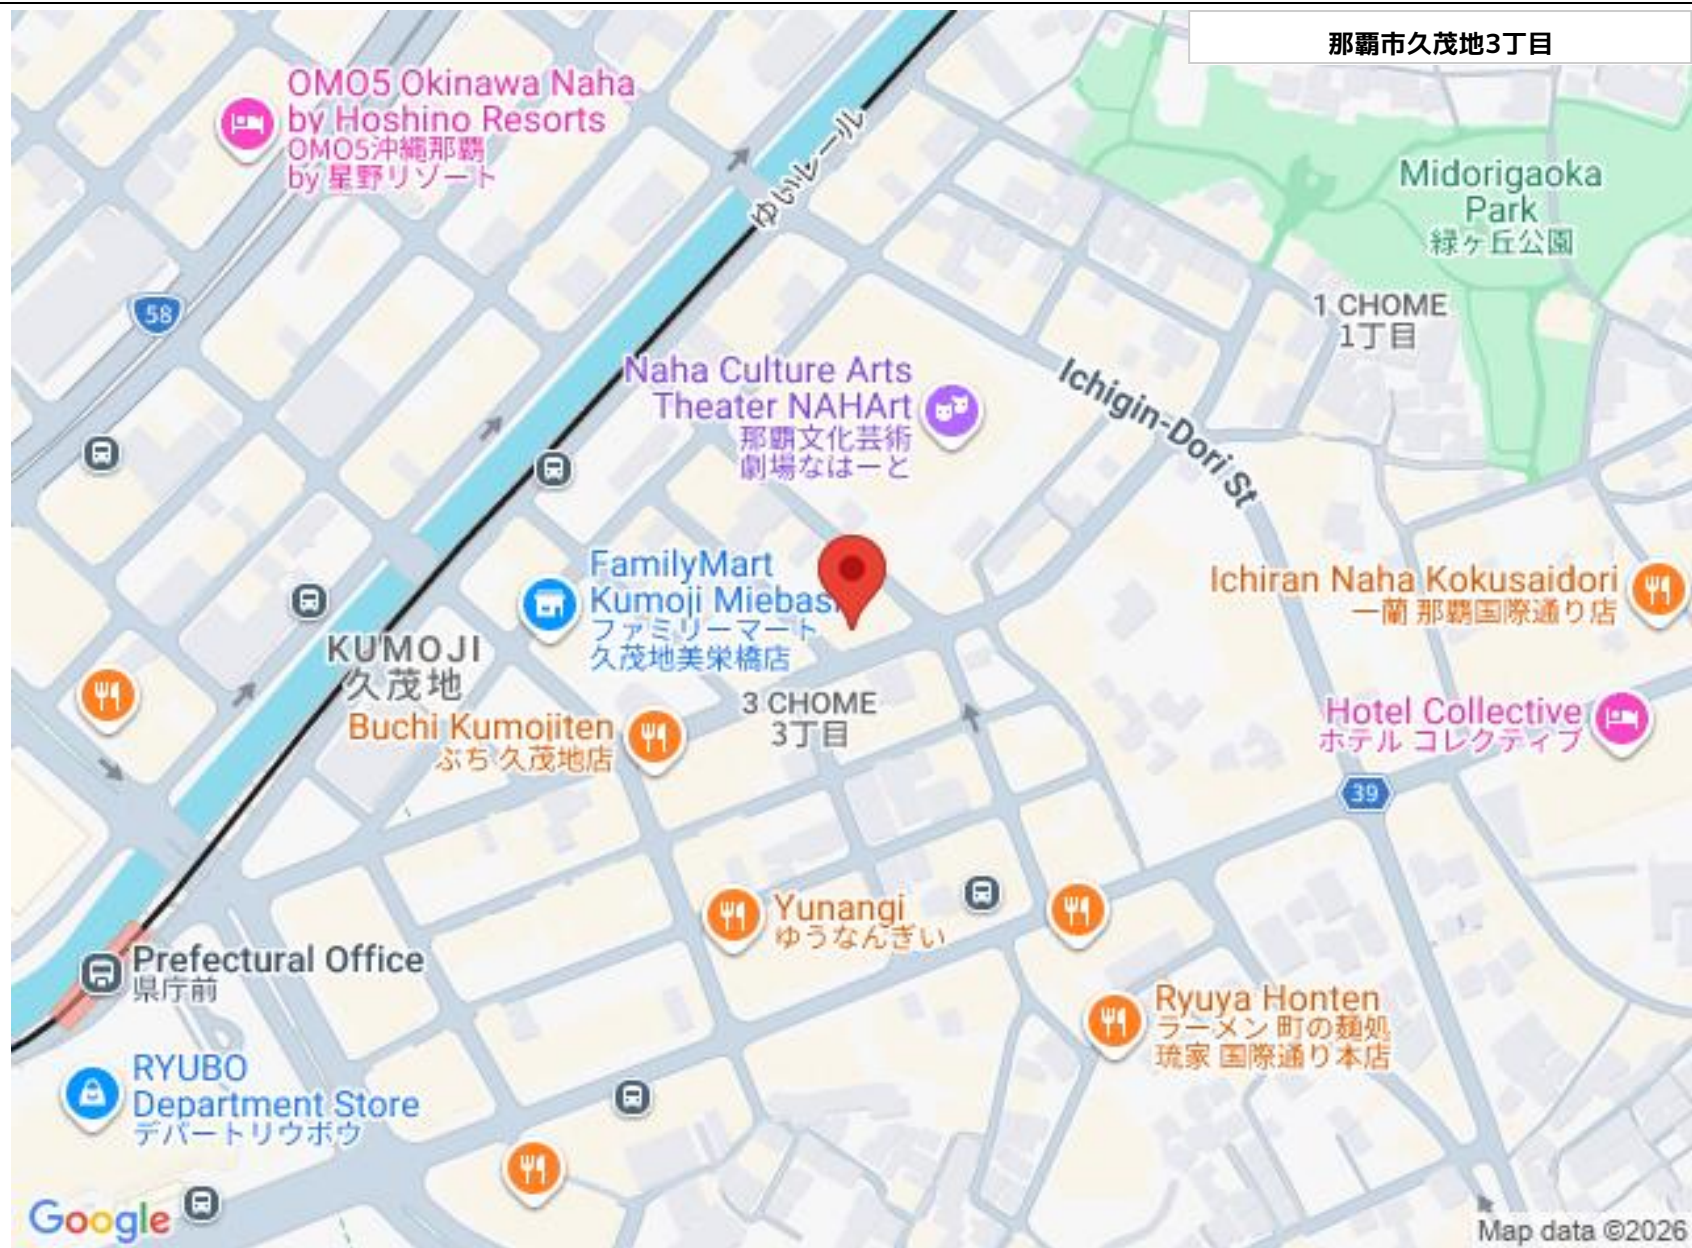 那覇市久茂地3丁目
OMO5 Okinawa Naha
by Hoshino Resorts
OMO5沖縄那覇
by 星野リゾート
ゆいレール
Midorigaoka
Park
緑ヶ丘公園
58
1 CHOME
1丁目
Naha Culture Arts
Theater NAHArt
那覇文化芸術
劇場なはーと
Ichigin-Dori St
FamilyMart
Kumoji Miebas
ファミリーマート
久茂地美栄橋店
Ichiran Naha Kokusaidori
一蘭 那覇国際通り店
KUMOJI
久茂地
3 CHOME
3丁目
Buchi Kumojiten
ぶち 久茂地店
Hotel Collective
ホテル コレクティブ
39
Yunangi
ゆうなんぎい
Prefectural Office
県庁前
Ryuya Honten
ラーメン 町の麺処
琉家 国際通り本店
RYUBO
Department Store
デパートリウボウ
Google
Map data ©2026